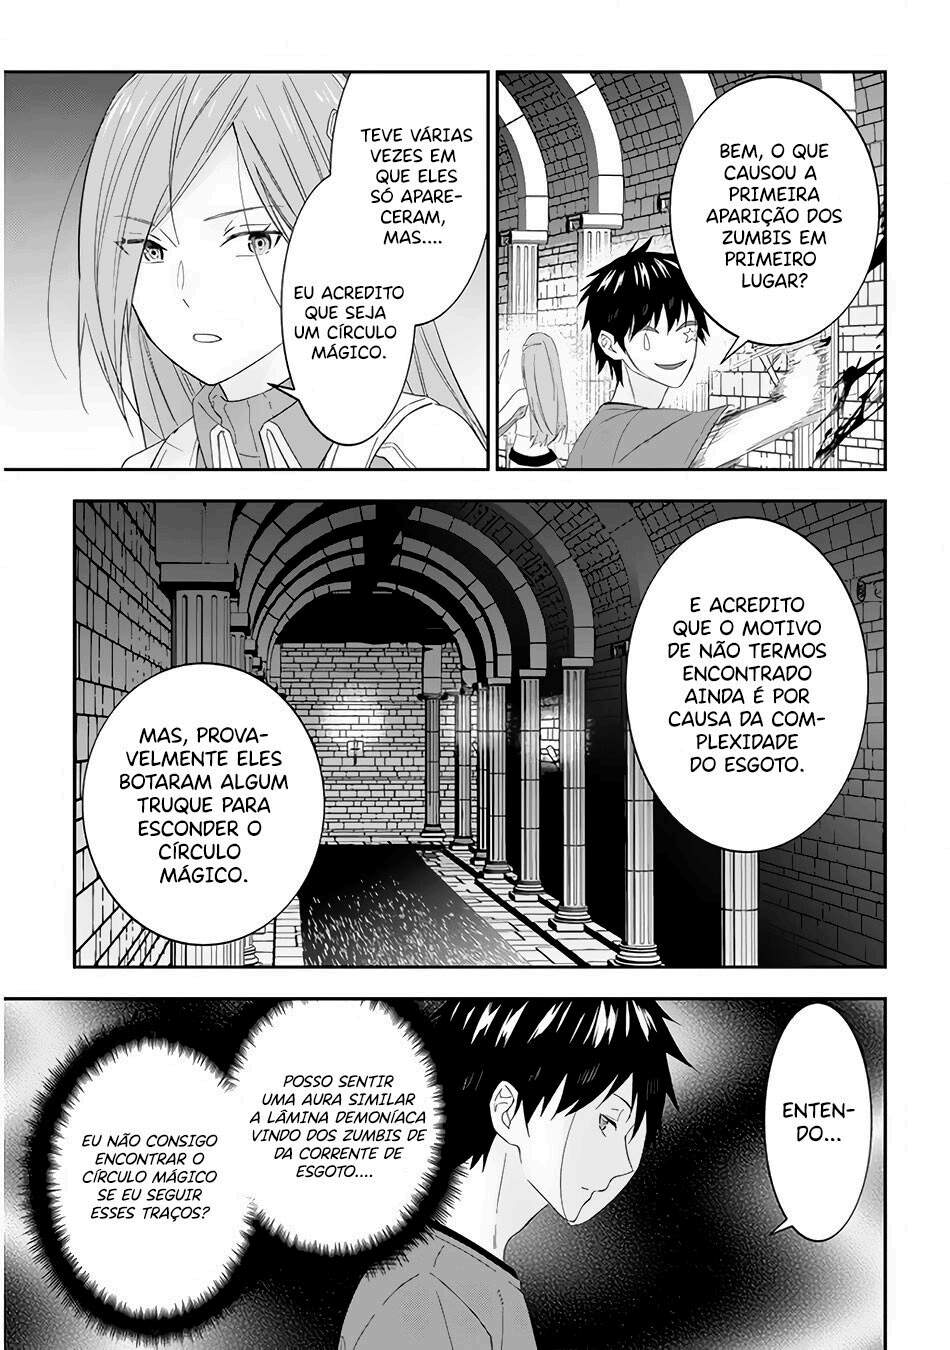 BEM, O QUE
CAUSOU A
PRIMEIRA
APARIÇÃO DOS
ZUMBIS EM
PRIMEIRO
LUGAR?
TEVE VÁRIAS
VEZES EM
QUE ELES
SÓ APARE-
CERAM,
MAS....
EU ACREDITO
QUE SEJA
UM CÍRCULO
MÁGICO.
E ACREDITO
QUE O MOTIVO
DE NÃO TERMOS
ENCONTRADO
AINDA É POR
CAUSA DA COM-
PLEXIDADE
DO ESGOTO.
MAS, PROVA-
VELMENTE ELES
BOTARAM ALGUM
TRUQUE PARA
ESCONDER O
CÍRCULO
MÁGICO.
ENTEN-
DO...
POSSO SENTIR
UMA AURA SIMILAR
A LÂMINA DEMONÍACA
VINDO DOS ZUMBIS DE
DA CORRENTE DE
ESGOTO....
EU NÃO CONSIGO
ENCONTRAR O
CÍRCULO MÁGICO
SE EU SEGUIR
ESSES TRAÇOS?